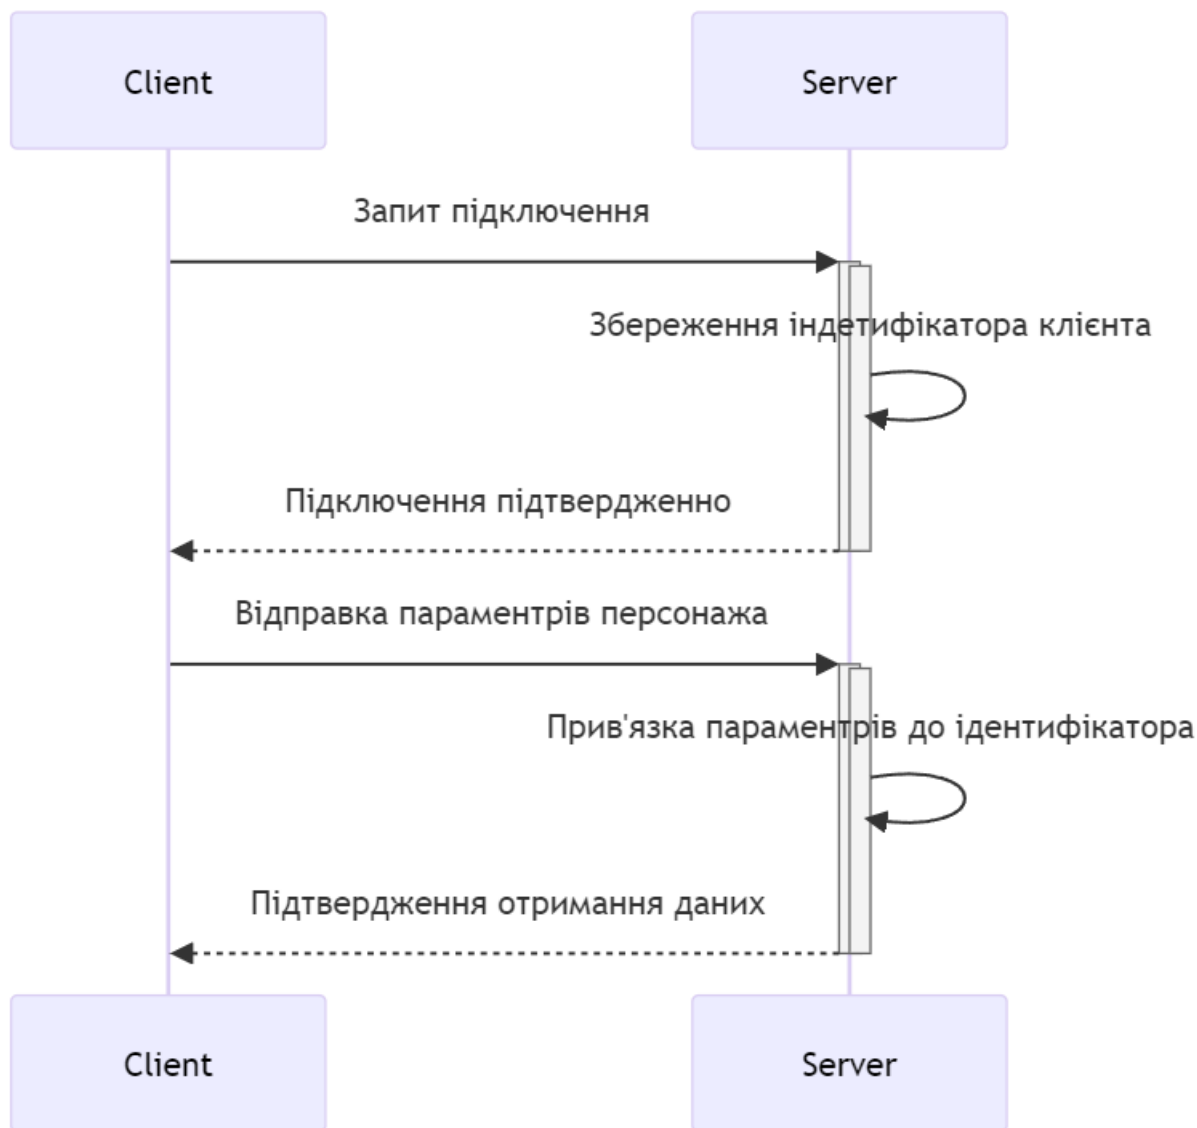 Client
Server
Запит підключення
Збереження індетифікатора клієнта
Підключення підтвердженно
Відправка параментрів персонажа
Прив'язка параментрів до ідентифікатора
Підтвердження отримання даних
Client
Server